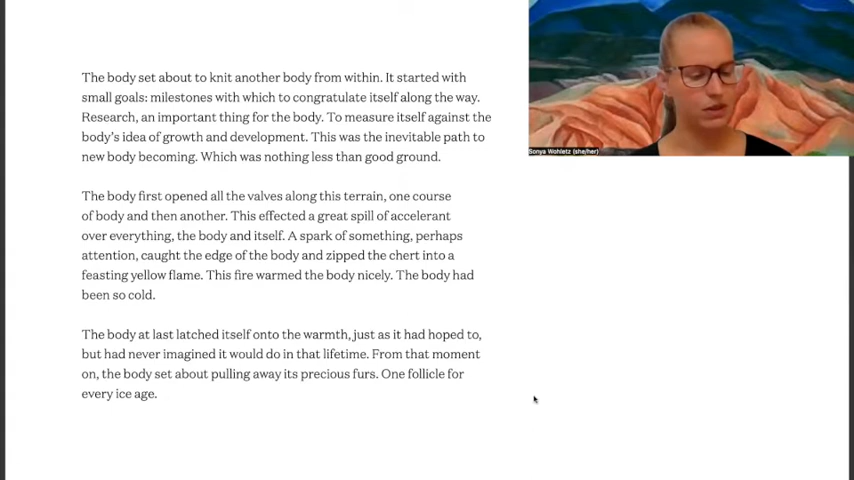 The body set about to knit another body from within. It started with
small goals: milestones with which to congratulate itself along the way.
Research, an important thing for the body. To measure itself against the
body's idea of growth and development. This was the inevitable path to
new body becoming. Which was nothing less than good ground.
The body first opened all the valves along this terrain, one course
of body and then another. This effected a great spill of accelerant
over everything, the body and itself. A spark of something, perhaps
attention, caught the edge of the body and zipped the chert into a
feasting yellow flame. This fire warmed the body nicely. The body had
been so cold.
The body at last latched itself onto the warmth, just as it had hoped to,
but had never imagined it would do in that lifetime. From that moment
on, the body set about pulling away its precious furs. One follicle for
every ice age.
Sonya Wohletz (she/her)